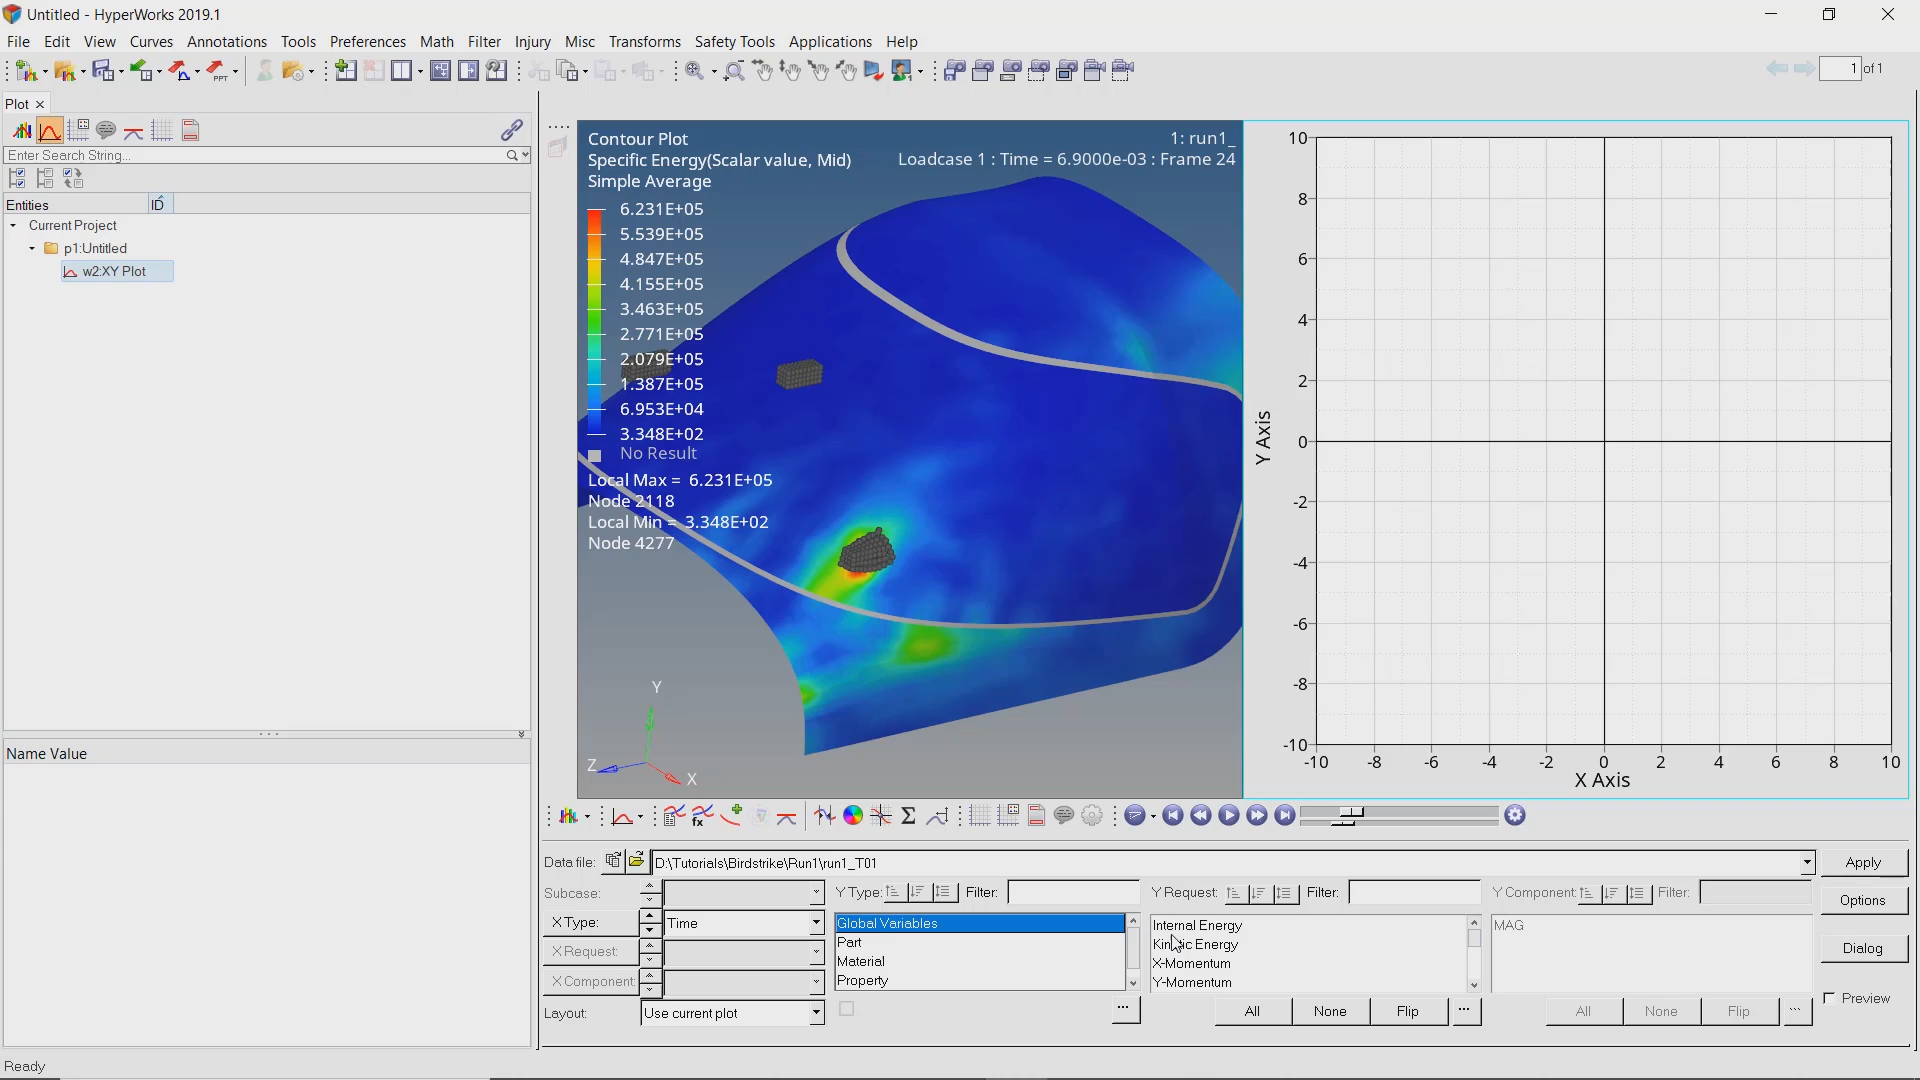 Untitled - HyperWorks 2019.1
File Edit View Curves Annotations Tools Preferences Math Filter Injury Misc Transforms Safety Tools Applications Help
PPT
1 of 1
Plot
Enter Search String...
Entities ID
Current Project
p1:Untitled
w2:XY Plot
Name Value
Contour Plot
Specific Energy(Scalar value, Mid)
Simple Average
6.231E+05
5.539E+05
4.847E+05
4.155E+05
3.463E+05
2.771E+05
2.079E+05
1.387E+05
6.953E+04
3.348E+02
No Result
Local Max = 6.231E+05
Node 2118
Local Min = 3.348E+02
Node 4277
1: run1_
Loadcase 1 : Time = 6.9000e-03 : Frame 24
Y
Z
X
10
8
6
4
2
0
-2
-4
-6
-8
-10
Y Axis
-10 -8 -6 -4 -2 0 2 4 6 8 10
X Axis
fx
Data file: D:\Tutorials\Birdstrike\Run1\run1_T01 Apply
Subcase: Y Type: Filter: Y Request: Filter: Y Component: Filter: Options
X Type: Time Global Variables Internal Energy MAG
Part Kinetic Energy Dialog
X Request: Material X-Momentum
X Component: Property Y-Momentum
Preview
Layout: Use current plot ... All None Flip ... All None Flip ...
Ready